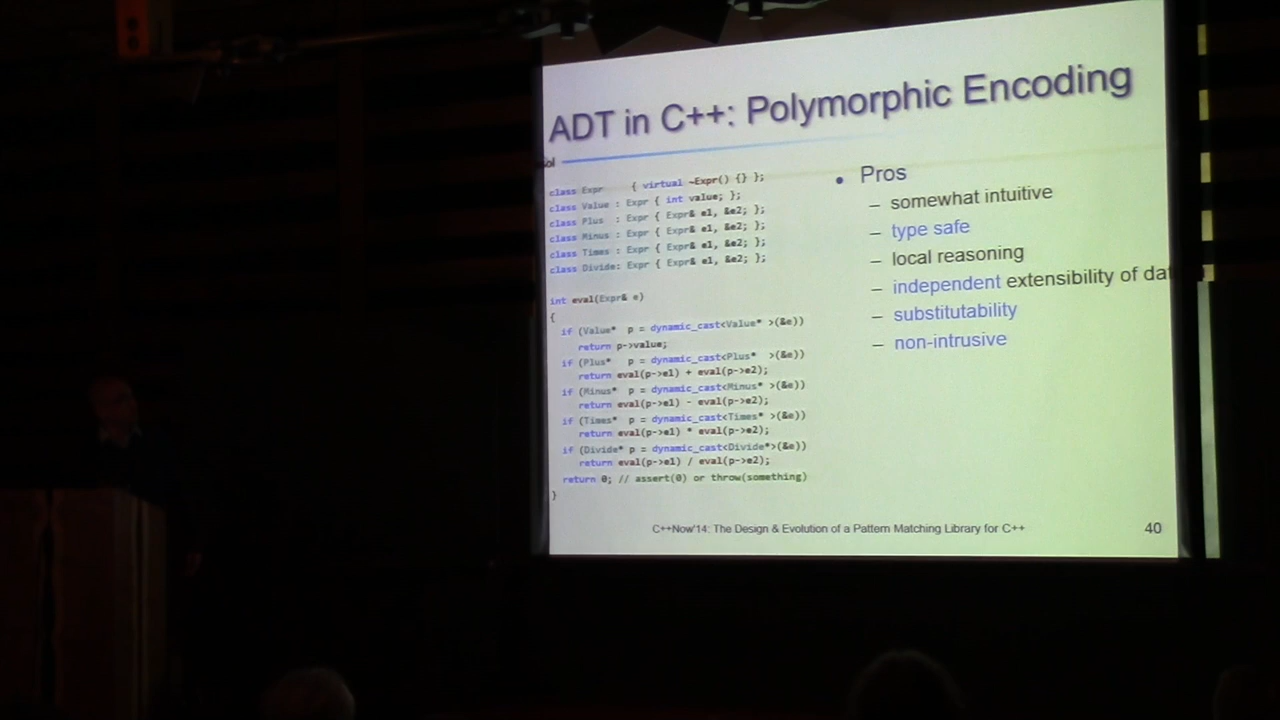 ADT in C++: Polymorphic Encoding
class Expr { virtual ~Expr() {} };
class Value : Expr { int value; };
class Plus : Expr { Expr& e1, &e2; };
class Minus : Expr { Expr& e1, &e2; };
class Times : Expr { Expr& e1, &e2; };
class Divide: Expr { Expr& e1, &e2; };
int eval(Expr& e)
{
if (Value* p = dynamic_cast<Value* >(&e))
return p->value;
if (Plus* p = dynamic_cast<Plus* >(&e))
return eval(p->e1) + eval(p->e2);
if (Minus* p = dynamic_cast<Minus* >(&e))
return eval(p->e1) - eval(p->e2);
if (Times* p = dynamic_cast<Times* >(&e))
return eval(p->e1) * eval(p->e2);
if (Divide* p = dynamic_cast<Divide*>(&e))
return eval(p->e1) / eval(p->e2);
return 0; // assert(0) or throw(something)
}
• Pros
– somewhat intuitive
– type safe
– local reasoning
– independent extensibility of dat
– substitutability
– non-intrusive
C++Now'14: The Design & Evolution of a Pattern Matching Library for C++
40